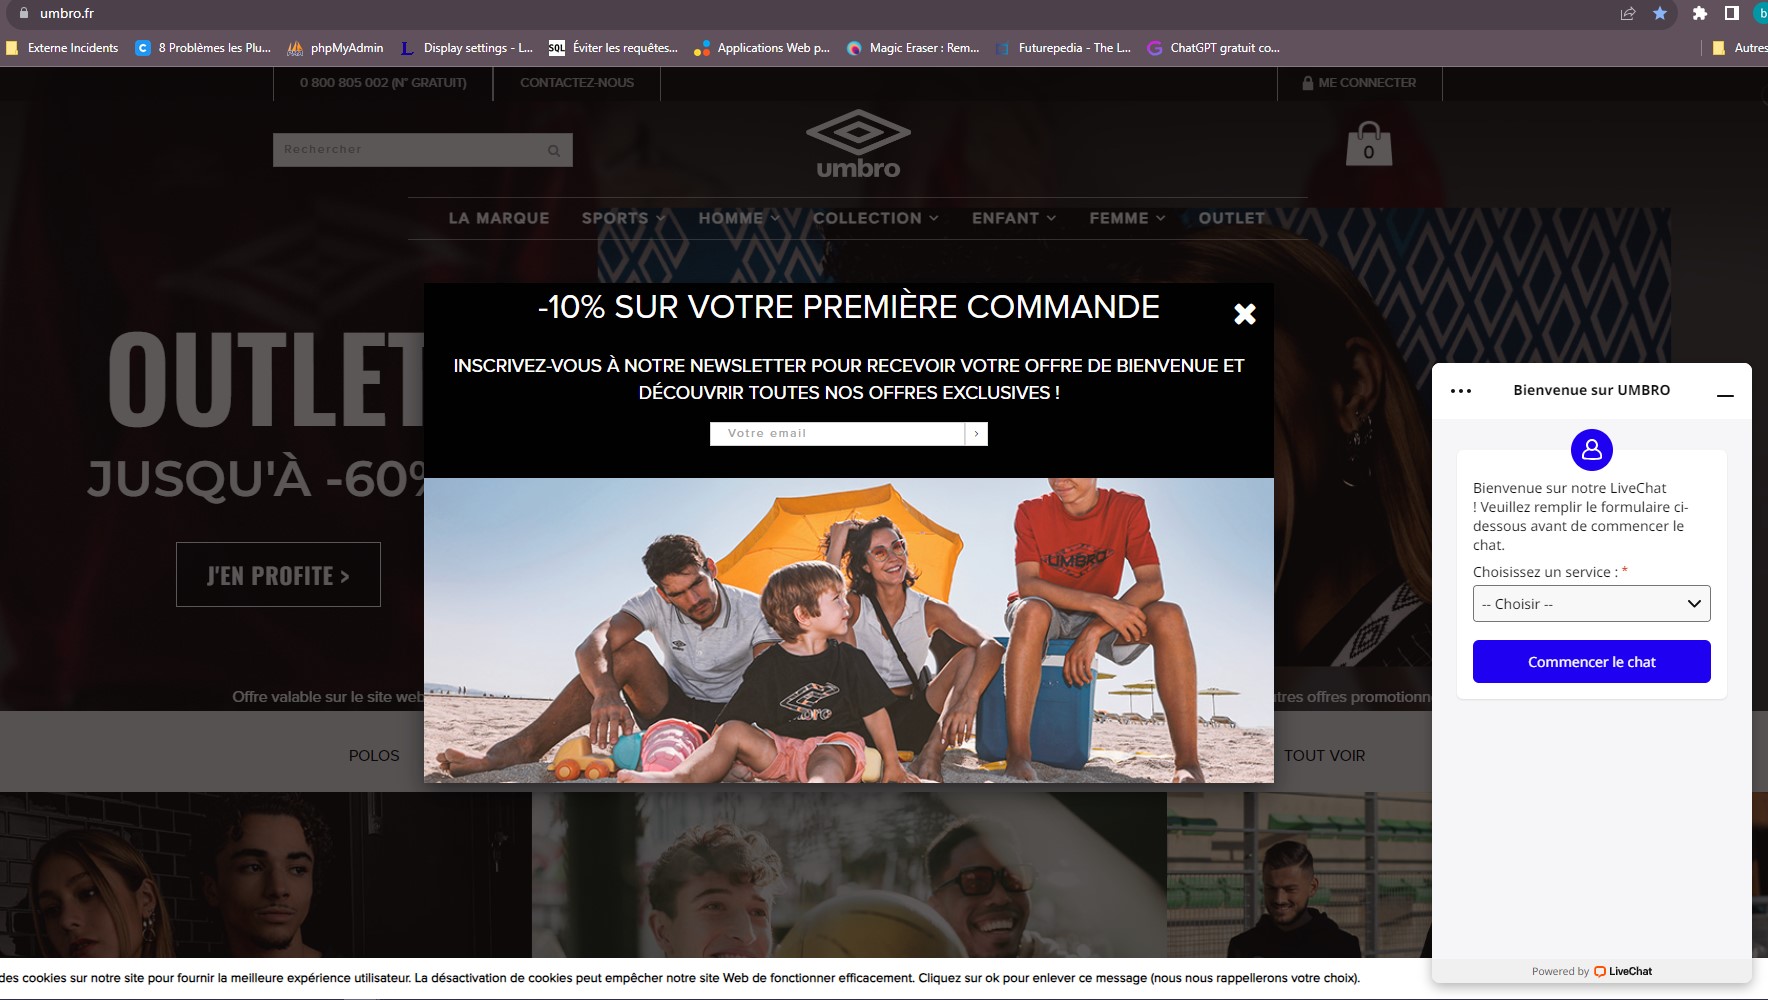 umbro.fr
Externe Incidents
8 Problèmes les Plu...
phpMyAdmin
Display settings - L...
SQL
Éviter les requêtes...
Applications Web p...
Magic Eraser : Rem...
Futurepedia - The L...
ChatGPT gratuit co...
Autres
0 800 805 002 (N° GRATUIT)
CONTACTEZ-NOUS
ME CONNECTER
Rechercher
umbro
0
LA MARQUE
SPORTS
HOMME
COLLECTION
ENFANT
FEMME
OUTLET
-10% SUR VOTRE PREMIÈRE COMMANDE
INSCRIVEZ-VOUS À NOTRE NEWSLETTER POUR RECEVOIR VOTRE OFFRE DE BIENVENUE ET
DÉCOUVRIR TOUTES NOS OFFRES EXCLUSIVES !
Votre email
UMBRO
OUTLET
JUSQU'À -60%
J'EN PROFITE >
Offre valable sur le site web
tres offres promotionn
POLOS
TOUT VOIR
Bienvenue sur UMBRO
Bienvenue sur notre LiveChat
! Veuillez remplir le formulaire ci-
dessous avant de commencer le
chat.
Choisissez un service : *
-- Choisir --
Commencer le chat
Powered by LiveChat
des cookies sur notre site pour fournir la meilleure expérience utilisateur. La désactivation de cookies peut empêcher notre site Web de fonctionner efficacement. Cliquez sur ok pour enlever ce message (nous nous rappellerons votre choix).